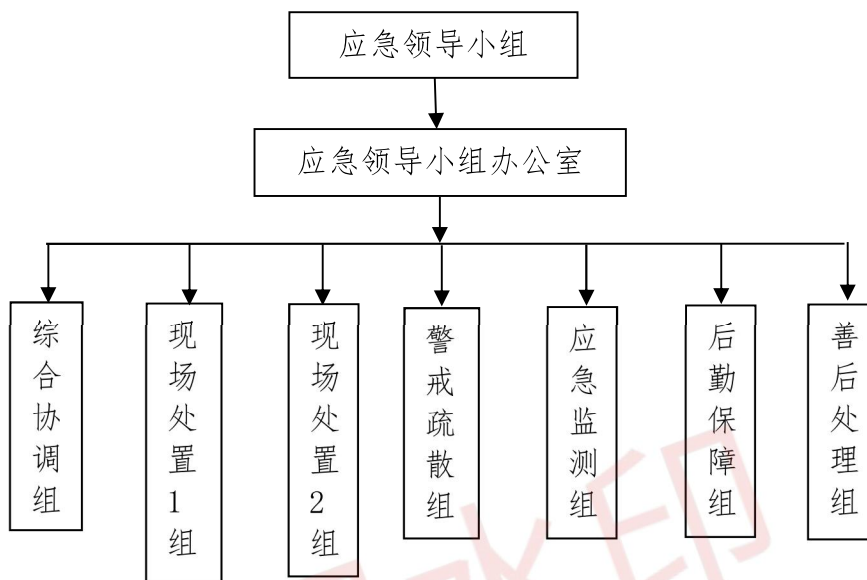 应急领导小组
应急领导小组办公室
综合协调组
现场处置1组
现场处置2组
警戒疏散组
应急监测组
后勤保障组
善后处理组
水印